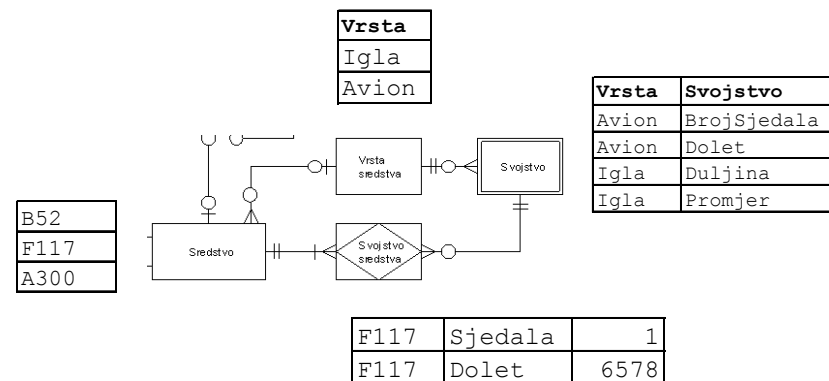 Vrsta
Igla
Avion
Vrsta Svojstvo
Avion BrojSjedala
Avion Dolet
Igla Duljina
Igla Promjer
Vrsta
sredstva
Svojstvo
B52
F117
A300
Sredstvo
Svojstvo
sredstva
F117 Sjedala 1
F117 Dolet 6578